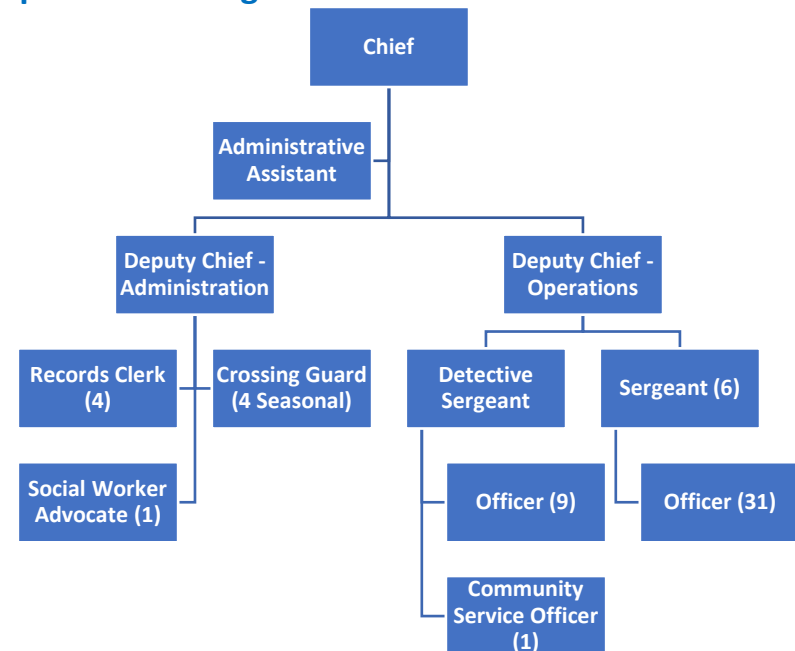 Chief
Administrative
Assistant
Deputy Chief -
Administration
Deputy Chief -
Operations
Records Clerk
(4)
Crossing Guard
(4 Seasonal)
Detective
Sergeant
Sergeant (6)
Social Worker
Advocate (1)
Officer (9)
Officer (31)
Community
Service Officer
(1)